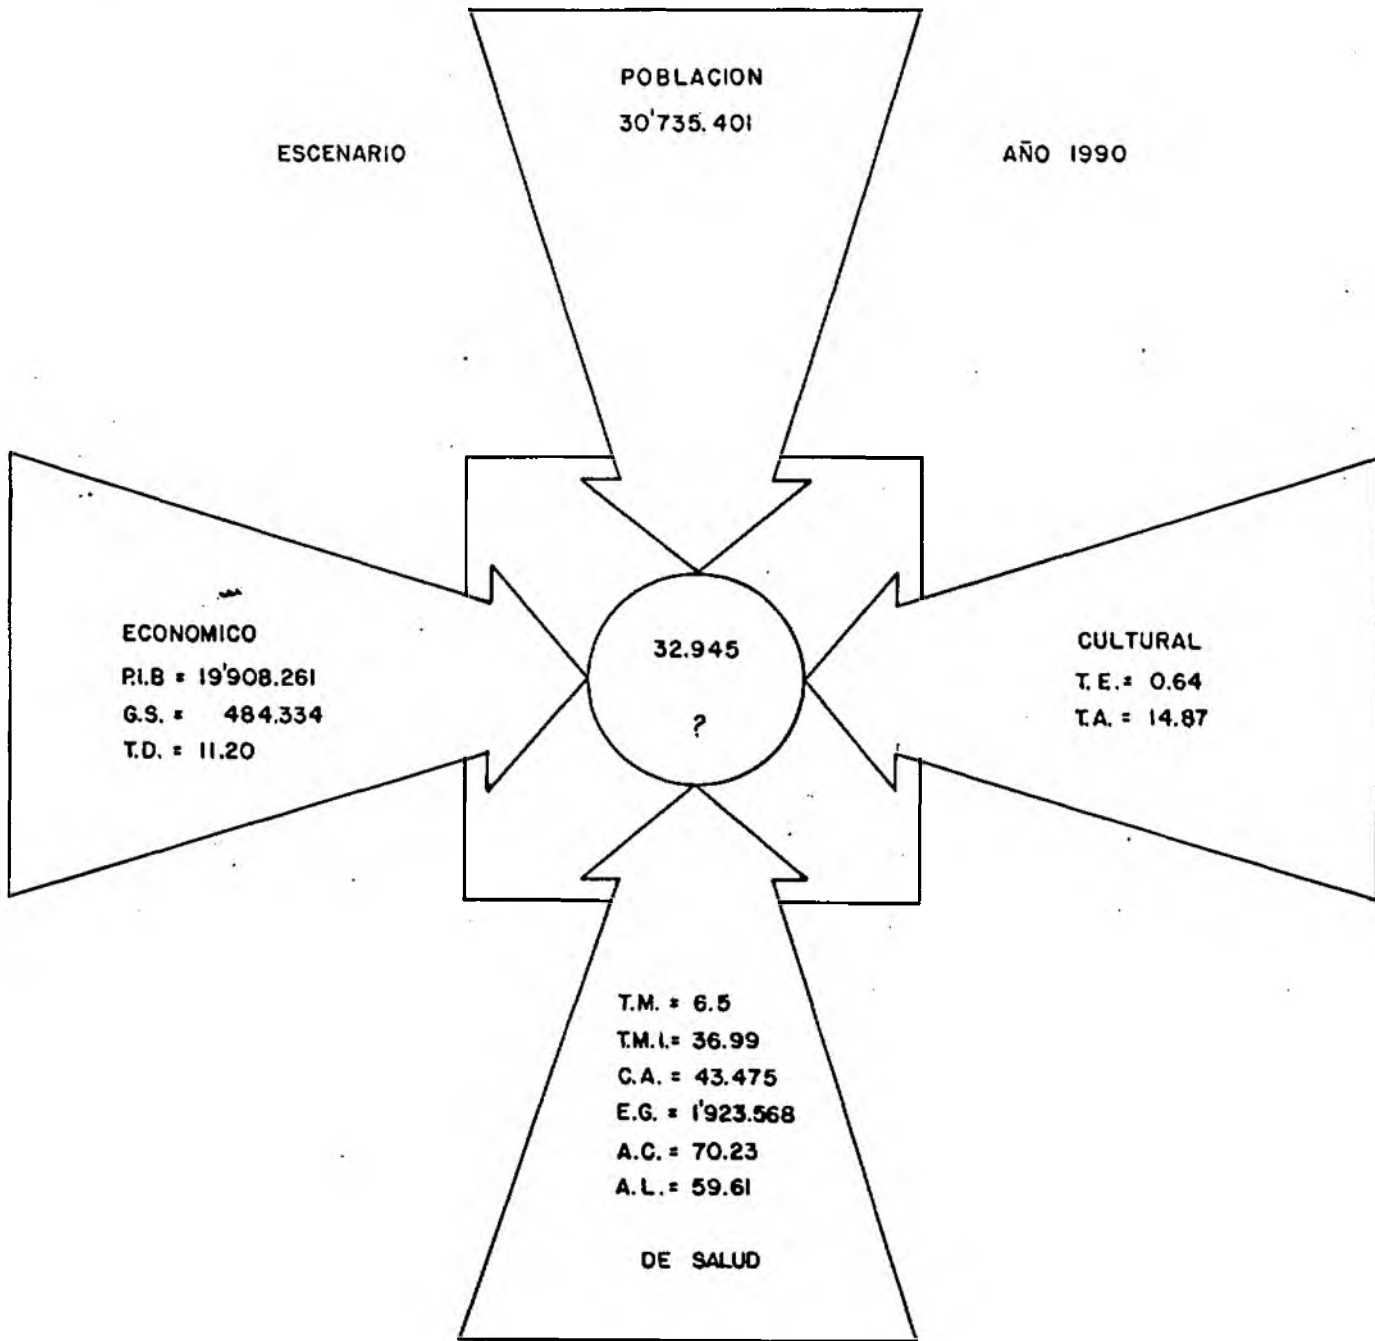 POBLACION
30'735.401
ESCENARIO
AÑO 1990
ECONOMICO
P.I.B = 19'908.261
G.S. = 484.334
T.D. = 11.20
32.945
?
CULTURAL
T.E. = 0.64
T.A. = 14.87
T.M. = 6.5
T.M.I. = 36.99
C.A. = 43.475
E.G. = 1'923.568
A.C. = 70.23
A.L. = 59.61
DE SALUD